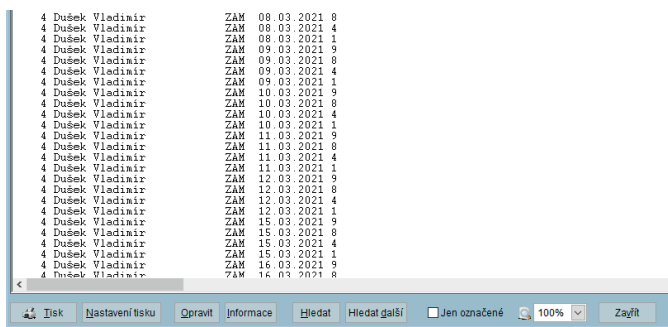 4 Dušek Vladimír ZAM 08.03.2021 8
4 Dušek Vladimír ZAM 08.03.2021 4
4 Dušek Vladimír ZAM 08.03.2021 1
4 Dušek Vladimír ZAM 09.03.2021 9
4 Dušek Vladimír ZAM 09.03.2021 8
4 Dušek Vladimír ZAM 09.03.2021 4
4 Dušek Vladimír ZAM 09.03.2021 1
4 Dušek Vladimír ZAM 10.03.2021 9
4 Dušek Vladimír ZAM 10.03.2021 8
4 Dušek Vladimír ZAM 10.03.2021 4
4 Dušek Vladimír ZAM 10.03.2021 1
4 Dušek Vladimír ZAM 11.03.2021 9
4 Dušek Vladimír ZAM 11.03.2021 8
4 Dušek Vladimír ZAM 11.03.2021 4
4 Dušek Vladimír ZAM 11.03.2021 1
4 Dušek Vladimír ZAM 12.03.2021 9
4 Dušek Vladimír ZAM 12.03.2021 8
4 Dušek Vladimír ZAM 12.03.2021 4
4 Dušek Vladimír ZAM 12.03.2021 1
4 Dušek Vladimír ZAM 15.03.2021 9
4 Dušek Vladimír ZAM 15.03.2021 8
4 Dušek Vladimír ZAM 15.03.2021 4
4 Dušek Vladimír ZAM 15.03.2021 1
4 Dušek Vladimír ZAM 16.03.2021 9
4 Dušek Vladimír ZAM 16.03.2021 8
Tisk Nastavení tisku Opravit Informace Hledat Hledat další Jen označené 100% Zavřít